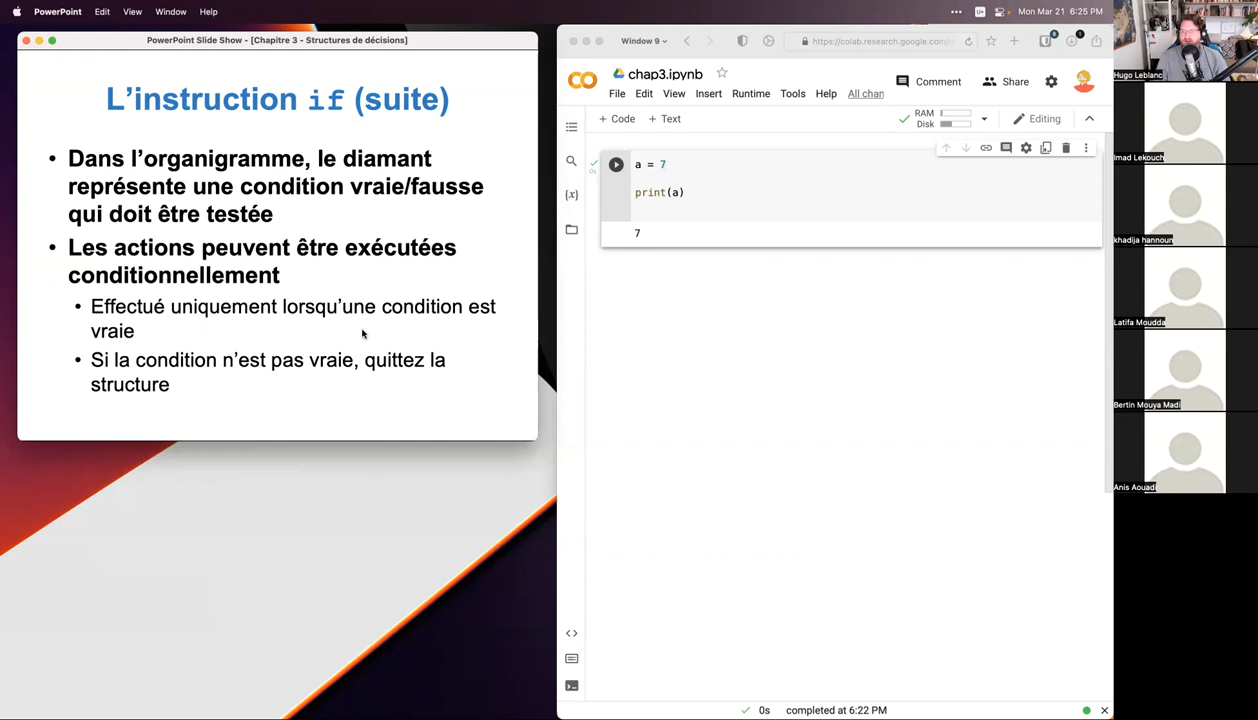 PowerPoint Edit View Window Help
Mon Mar 21 6:25 PM
PowerPoint Slide Show - [Chapitre 3 - Structures de décisions]
L'instruction if (suite)
• Dans l'organigramme, le diamant
représente une condition vraie/fausse
qui doit être testée
• Les actions peuvent être exécutées
conditionnellement
• Effectué uniquement lorsqu'une condition est
vraie
• Si la condition n'est pas vraie, quittez la
structure
Window 9
https://colab.research.google.com/
chap3.ipynb
Comment
Share
File Edit View Insert Runtime Tools Help All chan
+ Code + Text
RAM
Disk
Editing
a = 7
print(a)
0s
7
{x}
0s completed at 6:22 PM
Hugo Leblanc
Imad Lekouch
khadija hannoun
Latifa Moudda
Bertin Mouya Madi
Anis Aouadi